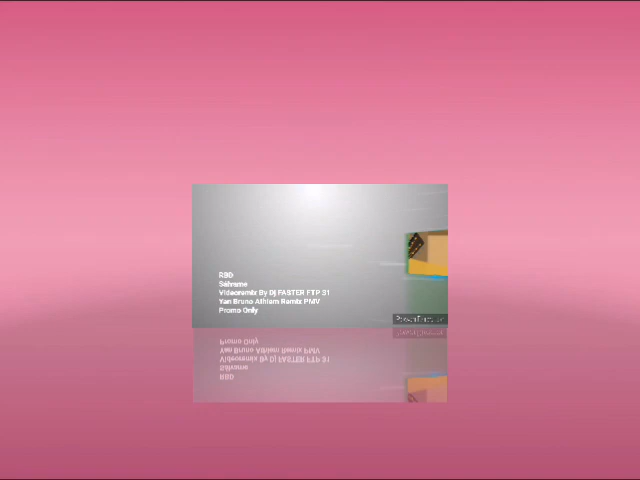 RBD
Sálvame
Videoremix By Dj FASTER FTP 31
Yan Bruno Athiam Remix PMV
Promo Only